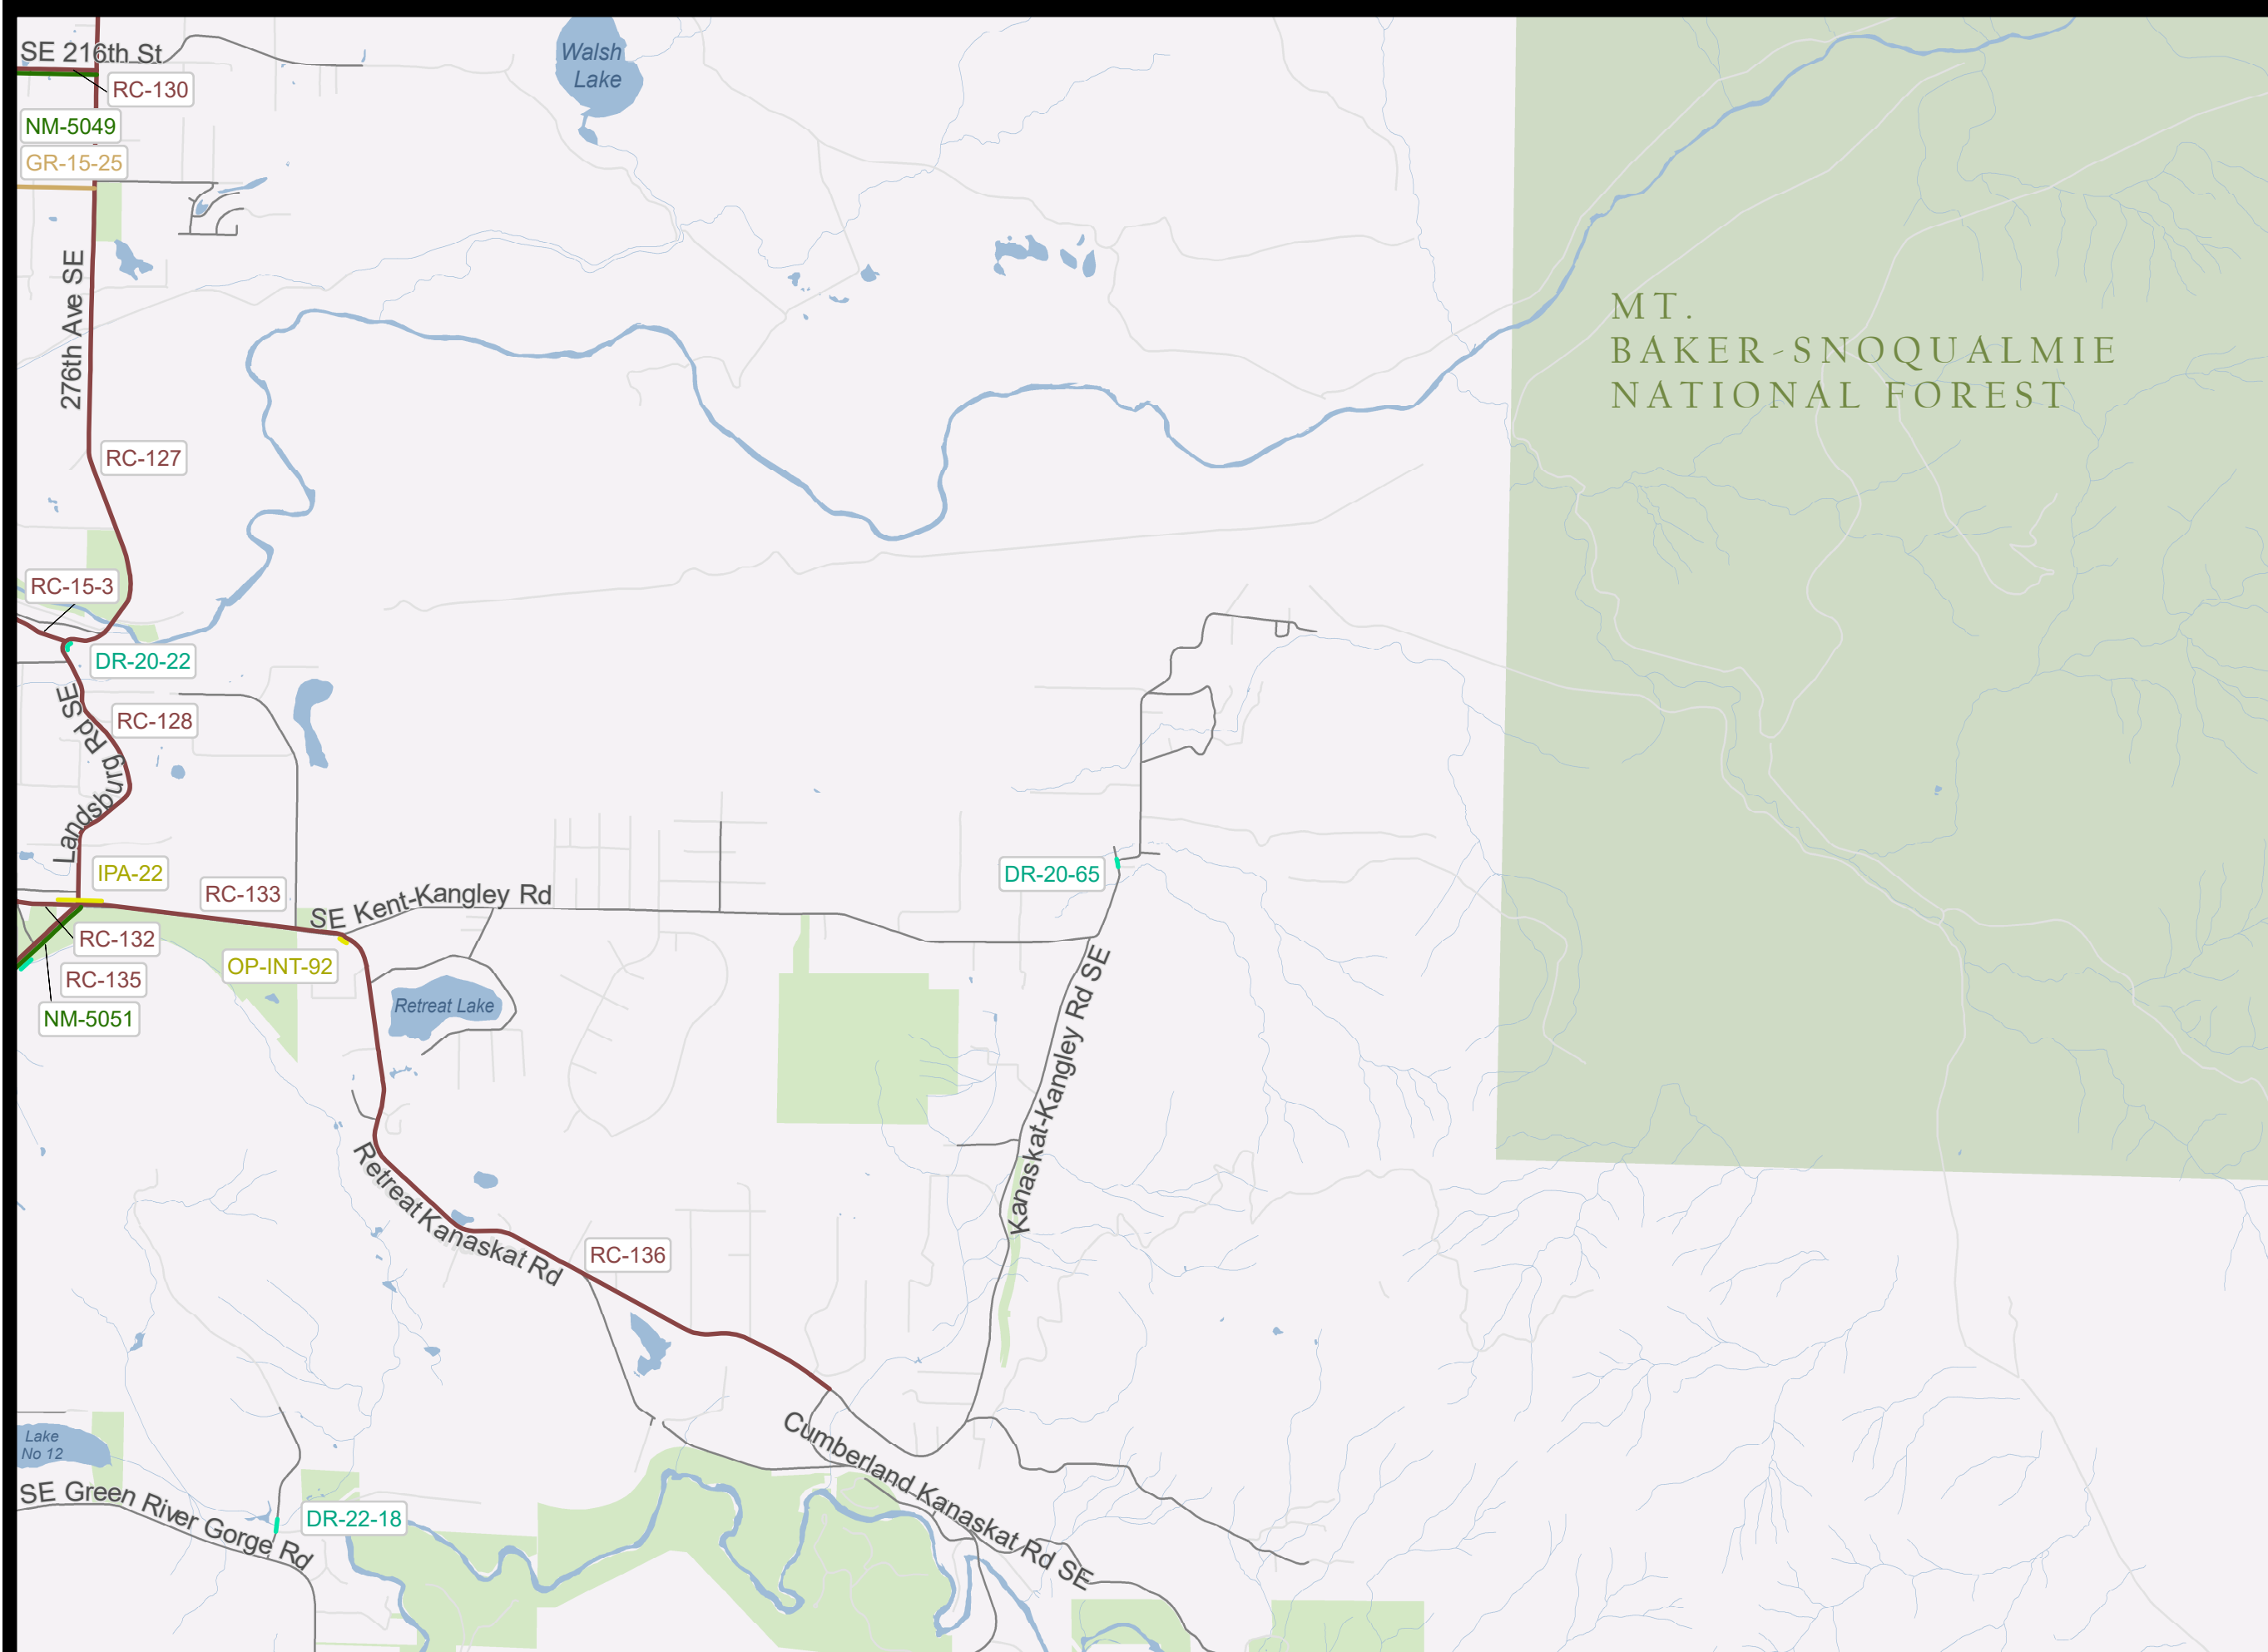 SE 216th St
Walsh
Lake
RC-130
NM-5049
GR-15-25
276th Ave SE
MT.
BAKER-SNOQUALMIE
NATIONAL FOREST
RC-127
RC-15-3
DR-20-22
Landsburg Rd SE
RC-128
IPA-22
RC-133
SE Kent-Kangley Rd
DR-20-65
RC-132
OP-INT-92
RC-135
NM-5051
Retreat Lake
Kanaskat-Kangley Rd SE
Retreat Kanaskat Rd
RC-136
Cumberland Kanaskat Rd SE
Lake
No 12
SE Green River Gorge Rd
DR-22-18